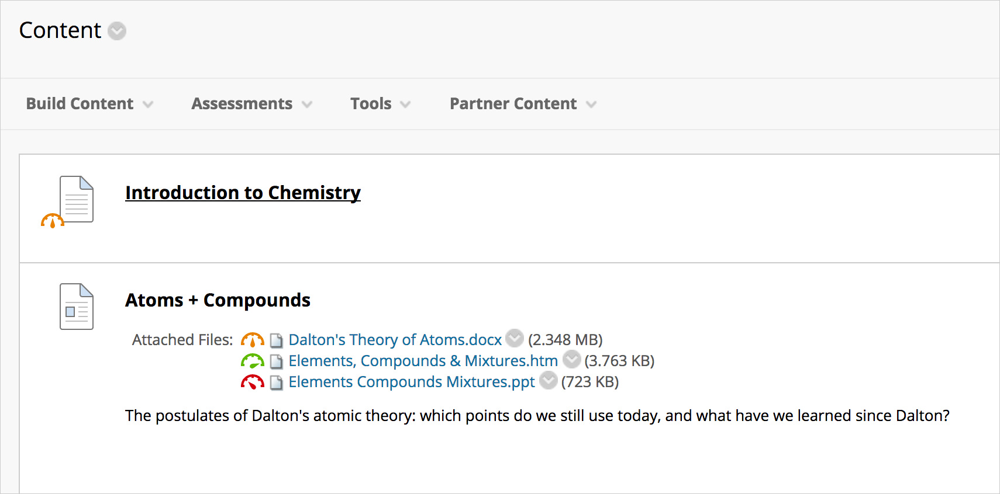 Content
Build Content Assessments Tools Partner Content
Introduction to Chemistry
Atoms + Compounds
Attached Files: Dalton's Theory of Atoms.docx (2.348 MB)
Elements, Compounds & Mixtures.htm (3.763 KB)
Elements Compounds Mixtures.ppt (723 KB)
The postulates of Dalton's atomic theory: which points do we still use today, and what have we learned since Dalton?